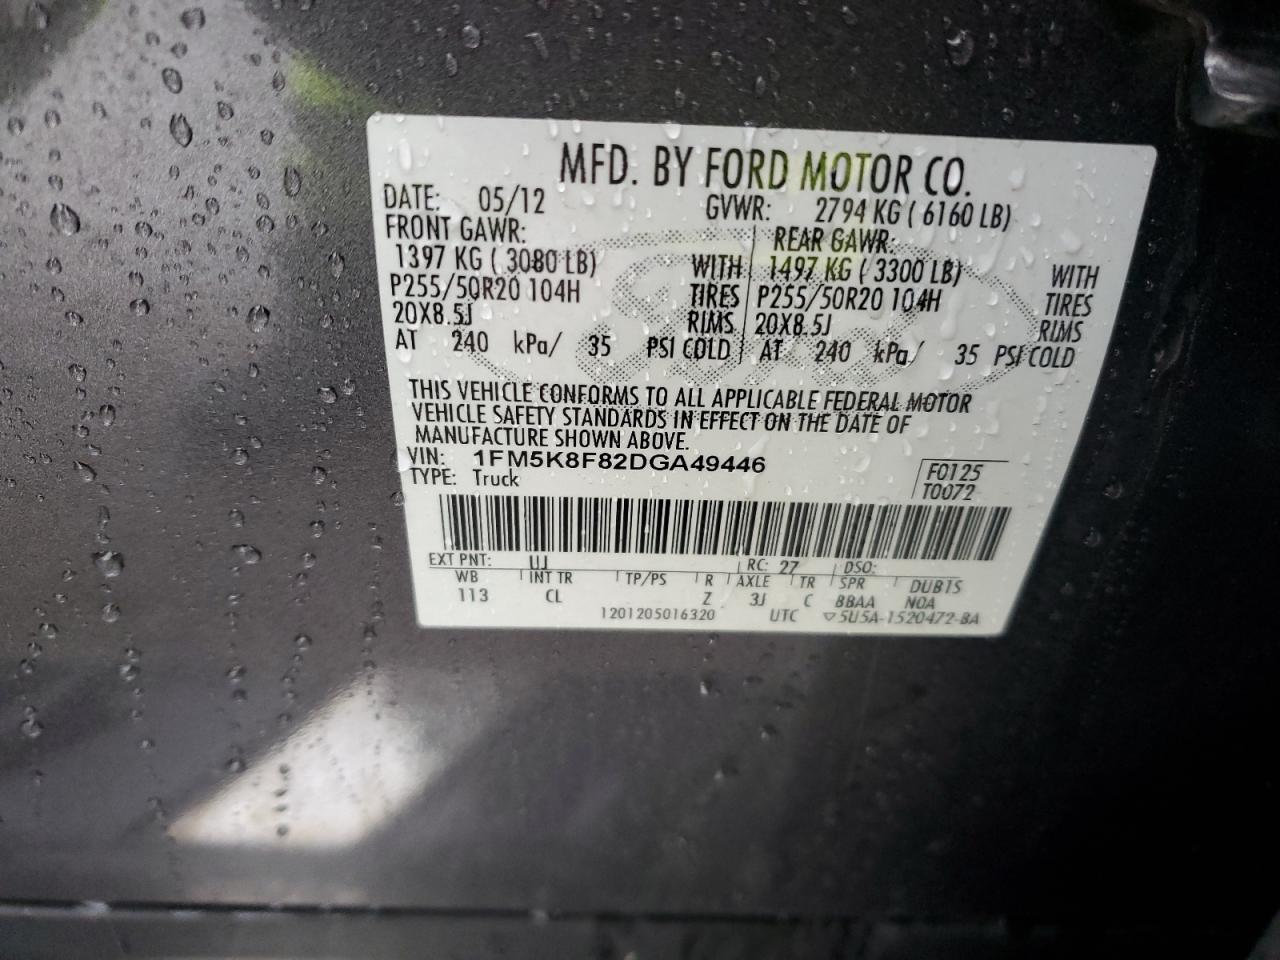 MFD. BY FORD MOTOR CO.
DATE: 05/12 GVWR: 2794 KG ( 6160 LB)
FRONT GAWR: REAR GAWR:
1397 KG ( 3080 LB) WITH 1497 KG ( 3300 LB) WITH
P255/50R20 104H TIRES P255/50R20 104H TIRES
20X8.5J RIMS 20X8.5J RIMS
AT 240 kPa/ 35 PSI COLD AT 240 kPa/ 35 PSI COLD
THIS VEHICLE CONFORMS TO ALL APPLICABLE FEDERAL MOTOR
VEHICLE SAFETY STANDARDS IN EFFECT ON THE DATE OF
MANUFACTURE SHOWN ABOVE.
VIN: 1FM5K8F82DGA49446 F0125
TYPE: Truck T0072
EXT PNT: UJ RC: 27 DSO:
WB INT TR TP/PS R AXLE TR SPR DUBTS
113 CL Z 3J C BBAA NOA
1201205016320 UTC ▽5U5A-1520472-BA